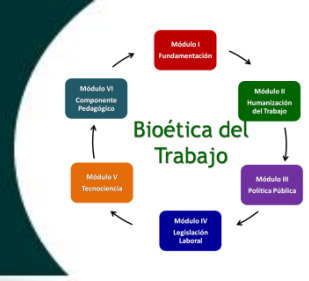 Módulo I
Fundamentación
Módulo II
Humanización
del Trabajo
Módulo III
Política Pública
Módulo IV
Legislación
Laboral
Módulo V
Tecnociencia
Módulo VI
Componente
Pedagógico
Bioética del
Trabajo